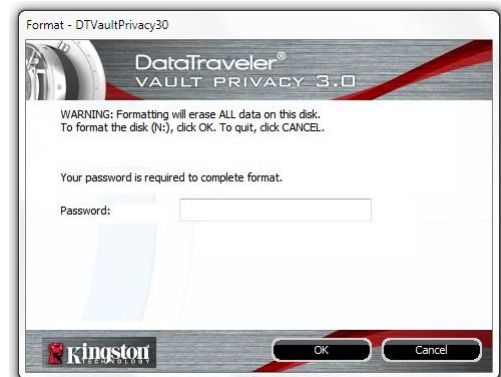 Format - DTVaultPrivacy30
DataTraveler®
VAULT PRIVACY 3.0
WARNING: Formatting will erase ALL data on this disk.
To format the disk (N:), click OK. To quit, click CANCEL.
Your password is required to complete format.
Password:
Kingston
TECHNOLOGY
OK
Cancel